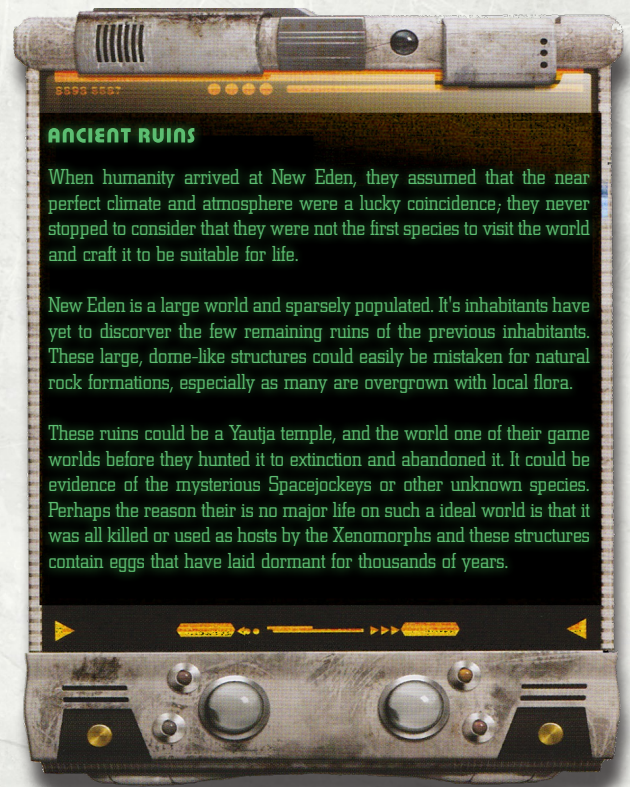 ANCIENT RUINS
When humanity arrived at New Eden, they assumed that the near
perfect climate and atmosphere were a lucky coincidence; they never
stopped to consider that they were not the first species to visit the world
and craft it to be suitable for life.
New Eden is a large world and sparsely populated. It's inhabitants have
yet to discorver the few remaining ruins of the previous inhabitants.
These large, dome-like structures could easily be mistaken for natural
rock formations, especially as many are overgrown with local flora.
These ruins could be a Yautja temple, and the world one of their game
worlds before they hunted it to extinction and abandoned it. It could be
evidence of the mysterious Spacejockeys or other unknown species.
Perhaps the reason their is no major life on such a ideal world is that it
was all killed or used as hosts by the Xenomorphs and these structures
contain eggs that have laid dormant for thousands of years.